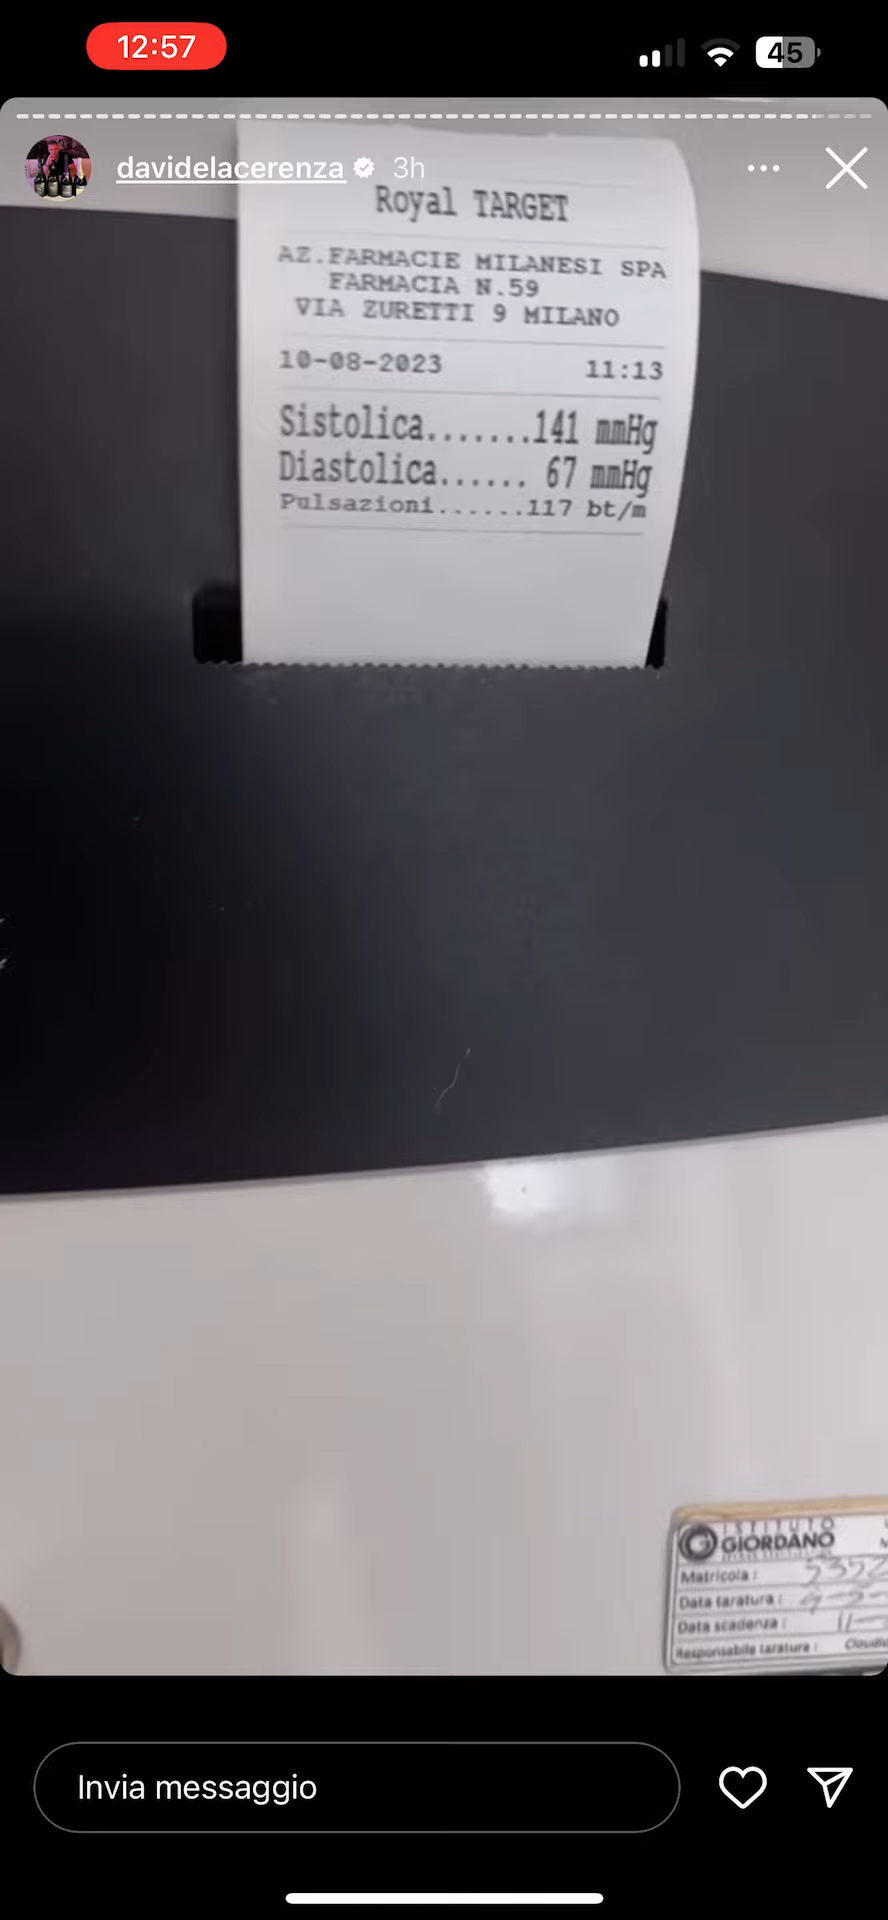 12:57
45
davidelacerenza 3h
Royal TARGET
AZ.FARMACIE MILANESI SPA
FARMACIA N.59
VIA ZURETTI 9 MILANO
10-08-2023 11:13
Sistolica.......141 mmHg
Diastolica...... 67 mmHg
Pulsazioni......117 bt/m
ISTITUTO
GIORDANO
Matricola :
Data taratura :
Data scadenza :
Responsabile taratura :
Invia messaggio